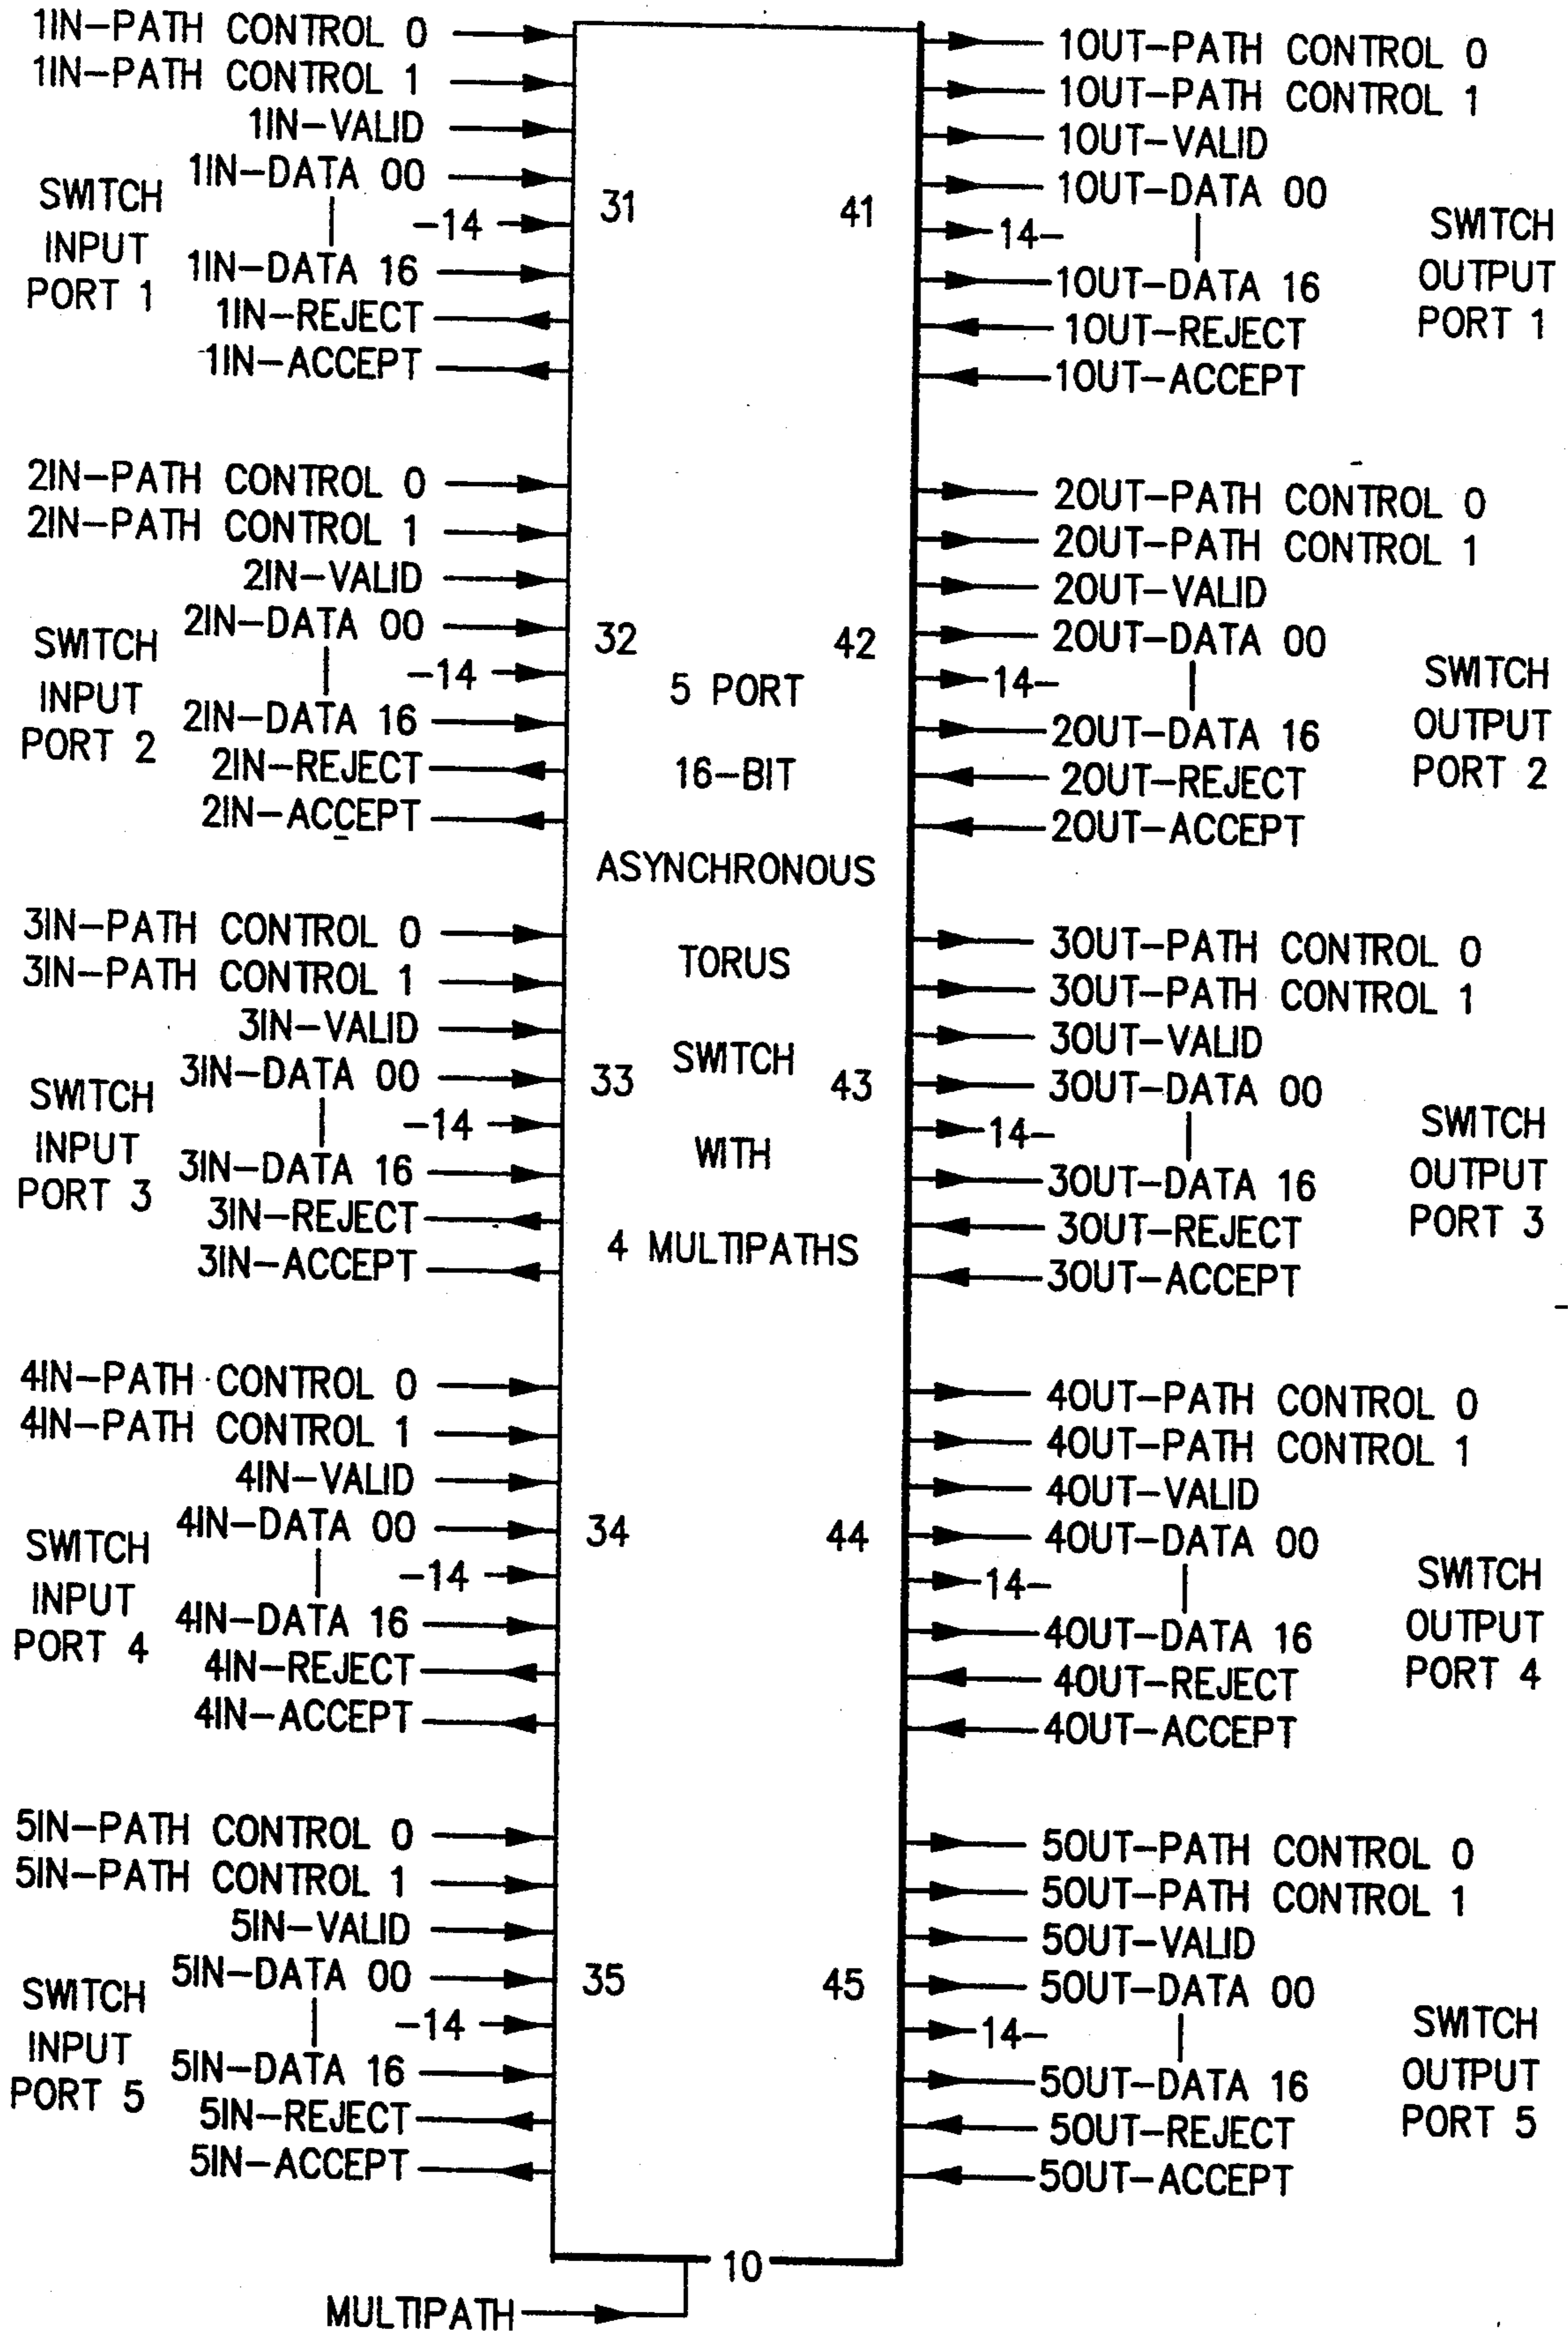 1IN-PATH CONTROL 0
1IN-PATH CONTROL 1
1IN-VALID
1IN-DATA 00
-14
1IN-DATA 16
1IN-REJECT
1IN-ACCEPT
SWITCH
INPUT
PORT 1
2IN-PATH CONTROL 0
2IN-PATH CONTROL 1
2IN-VALID
2IN-DATA 00
-14
2IN-DATA 16
2IN-REJECT
2IN-ACCEPT
SWITCH
INPUT
PORT 2
3IN-PATH CONTROL 0
3IN-PATH CONTROL 1
3IN-VALID
3IN-DATA 00
-14
3IN-DATA 16
3IN-REJECT
3IN-ACCEPT
SWITCH
INPUT
PORT 3
4IN-PATH CONTROL 0
4IN-PATH CONTROL 1
4IN-VALID
4IN-DATA 00
-14
4IN-DATA 16
4IN-REJECT
4IN-ACCEPT
SWITCH
INPUT
PORT 4
5IN-PATH CONTROL 0
5IN-PATH CONTROL 1
5IN-VALID
5IN-DATA 00
-14
5IN-DATA 16
5IN-REJECT
5IN-ACCEPT
SWITCH
INPUT
PORT 5
31
41
32
42
5 PORT
16-BIT
ASYNCHRONOUS
TORUS
SWITCH
33
43
WITH
4 MULTIPATHS
34
44
35
45
10
MULTIPATH
1OUT-PATH CONTROL 0
1OUT-PATH CONTROL 1
1OUT-VALID
1OUT-DATA 00
14-
1OUT-DATA 16
1OUT-REJECT
1OUT-ACCEPT
SWITCH
OUTPUT
PORT 1
2OUT-PATH CONTROL 0
2OUT-PATH CONTROL 1
2OUT-VALID
2OUT-DATA 00
14-
2OUT-DATA 16
2OUT-REJECT
2OUT-ACCEPT
SWITCH
OUTPUT
PORT 2
3OUT-PATH CONTROL 0
3OUT-PATH CONTROL 1
3OUT-VALID
3OUT-DATA 00
14-
3OUT-DATA 16
3OUT-REJECT
3OUT-ACCEPT
SWITCH
OUTPUT
PORT 3
4OUT-PATH CONTROL 0
4OUT-PATH CONTROL 1
4OUT-VALID
4OUT-DATA 00
14-
4OUT-DATA 16
4OUT-REJECT
4OUT-ACCEPT
SWITCH
OUTPUT
PORT 4
5OUT-PATH CONTROL 0
5OUT-PATH CONTROL 1
5OUT-VALID
5OUT-DATA 00
14-
5OUT-DATA 16
5OUT-REJECT
5OUT-ACCEPT
SWITCH
OUTPUT
PORT 5